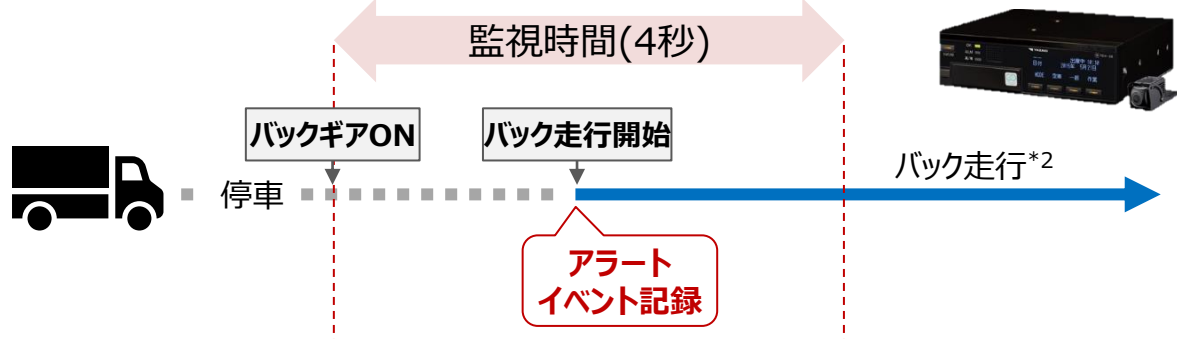 監視時間(4秒)
バックギアON
バック走行開始
バック走行*2
停車
アラート
イベント記録